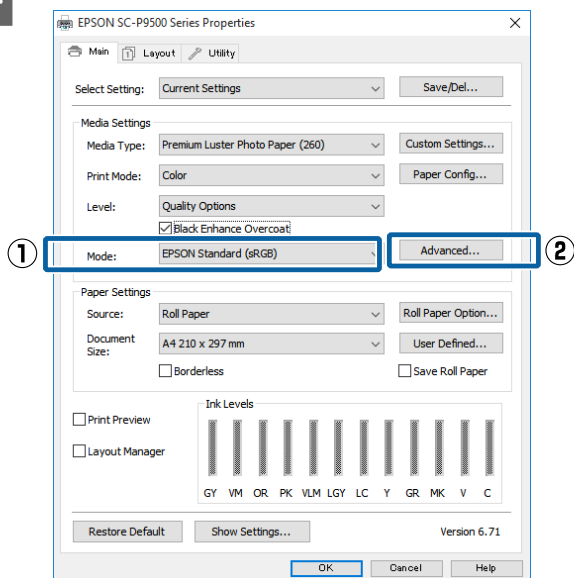 EPSON SC-P9500 Series Properties
Main Layout Utility
Select Setting: Current Settings Save/Del...
Media Settings
Media Type: Premium Luster Photo Paper (260) Custom Settings...
Print Mode: Color Paper Config...
Level: Quality Options
Black Enhance Overcoat
① Mode: EPSON Standard (sRGB) Advanced... ②
Paper Settings
Source: Roll Paper Roll Paper Option...
Document
Size: A4 210 x 297 mm User Defined...
Borderless Save Roll Paper
Ink Levels
Print Preview
Layout Manager
GY VM OR PK VLM LGY LC Y GR MK V C
Restore Default Show Settings... Version 6.71
OK Cancel Help